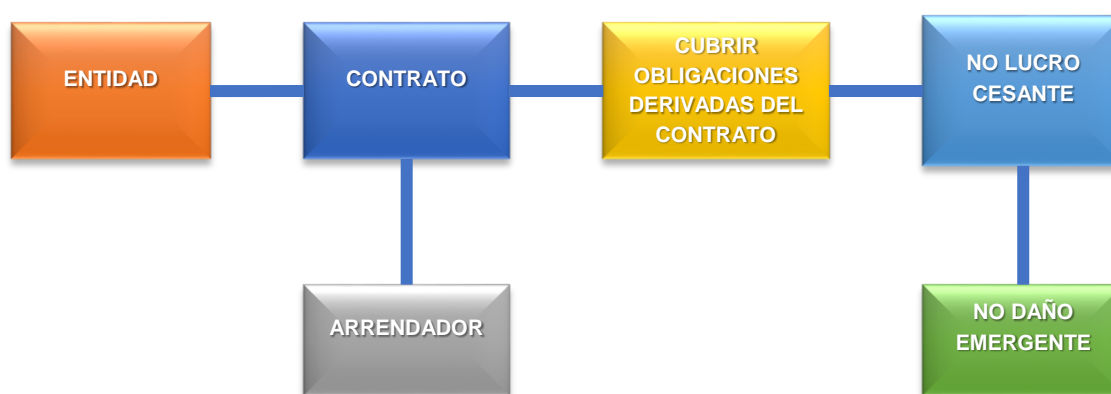 ENTIDAD
CONTRATO
CUBRIR
OBLIGACIONES
DERIVADAS DEL
CONTRATO
NO LUCRO
CESANTE
ARRENDADOR
NO DAÑO
EMERGENTE